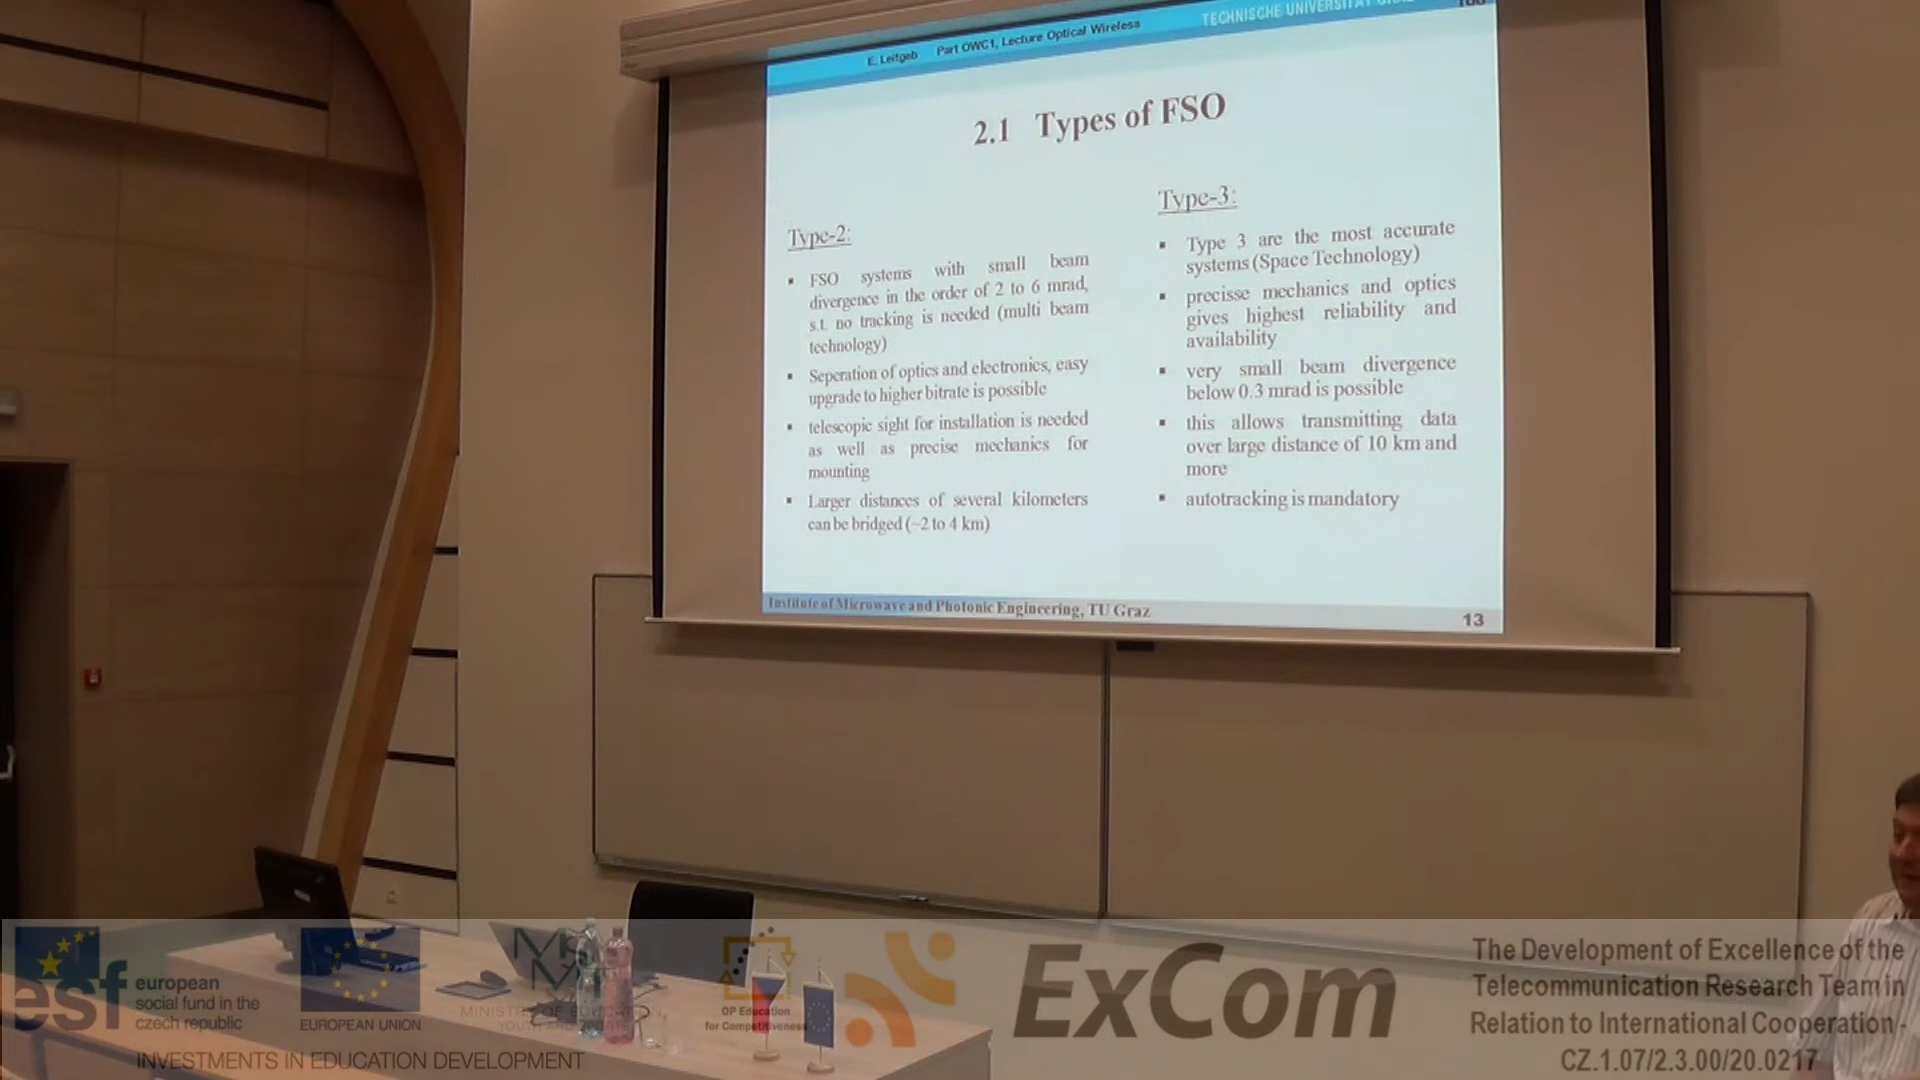 E. Leitgeb Part OWC1, Lecture Optical Wireless
TECHNISCHE UNIVERSITÄT GRAZ
2.1 Types of FSO
Type-2:
▪ FSO systems with small beam
divergence in the order of 2 to 6 mrad,
s.t. no tracking is needed (multi beam
technology)
▪ Seperation of optics and electronics, easy
upgrade to higher bitrate is possible
▪ telescopic sight for installation is needed
as well as precise mechanics for
mounting
▪ Larger distances of several kilometers
can be bridged (~2 to 4 km)
Type-3:
▪ Type 3 are the most accurate
systems (Space Technology)
▪ precisse mechanics and optics
gives highest reliability and
availability
▪ very small beam divergence
below 0.3 mrad is possible
▪ this allows transmitting data
over large distance of 10 km and
more
▪ autotracking is mandatory
Institute of Microwave and Photonic Engineering, TU Graz
13
esf
european
social fund in the
czech republic
EUROPEAN UNION
MINISTRY OF EDUCATION,
YOUTH AND SPORTS
OP Education
for Competitiveness
INVESTMENTS IN EDUCATION DEVELOPMENT
ExCom
The Development of Excellence of the
Telecommunication Research Team in
Relation to International Cooperation -
CZ.1.07/2.3.00/20.0217